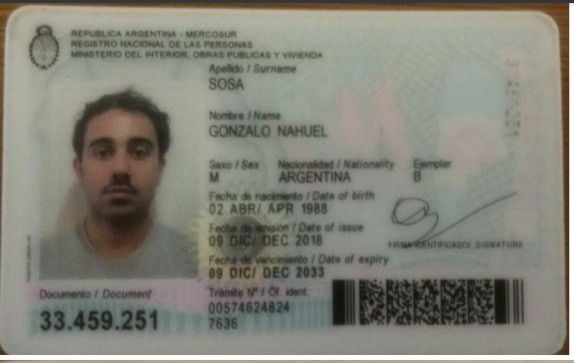 REPUBLICA ARGENTINA - MERCOSUR
REGISTRO NACIONAL DE LAS PERSONAS
MINISTERIO DEL INTERIOR, OBRAS PUBLICAS Y VIVIENDA
Apellido / Surname
SOSA
Nombre / Name
GONZALO NAHUEL
Sexo / Sex Nacionalidad / Nationality Ejemplar
M ARGENTINA B
Fecha de nacimiento / Date of birth
02 ABR/ APR 1988
Fecha de emisión / Date of issue
09 DIC/ DEC 2018
FIRMA IDENTIFICADO/ SIGNATURE
Fecha de vencimiento / Date of expiry
09 DIC/ DEC 2033
Documento / Document
33.459.251
Trámite Nº / Of. ident.
00574624824
7636